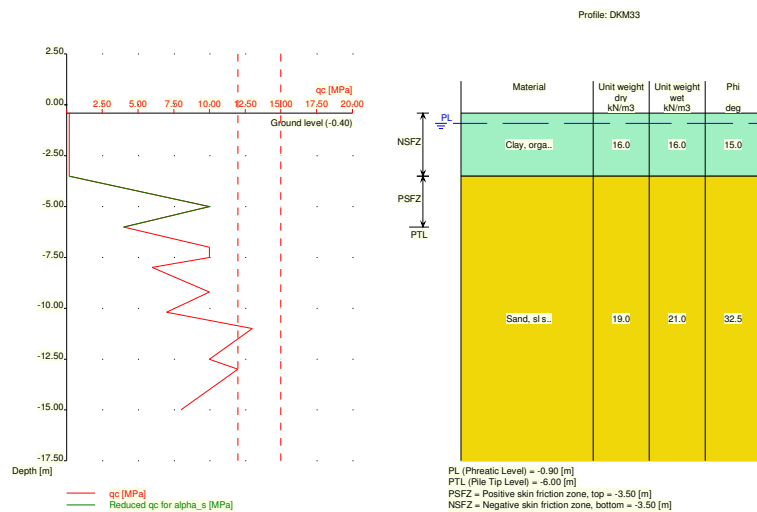 Profile: DKM33
2.50
qc [MPa]
0.00
2.50 5.00 7.50 10.00 12.50 15.00 17.50 20.00
Ground level (-0.40)
-2.50
-5.00
-7.50
-10.00
-12.50
-15.00
-17.50
Depth [m]
qc [MPa]
Reduced qc for alpha_s [MPa]
Material
Unit weight
dry
kN/m3
Unit weight
wet
kN/m3
Phi
deg
PL
NSFZ
Clay, orga.. 16.0 16.0 15.0
PSFZ
PTL
Sand, sl s.. 19.0 21.0 32.5
PL (Phreatic Level) = -0.90 [m]
PTL (Pile Tip Level) = -6.00 [m]
PSFZ = Positive skin friction zone, top = -3.50 [m]
NSFZ = Negative skin friction zone, bottom = -3.50 [m]